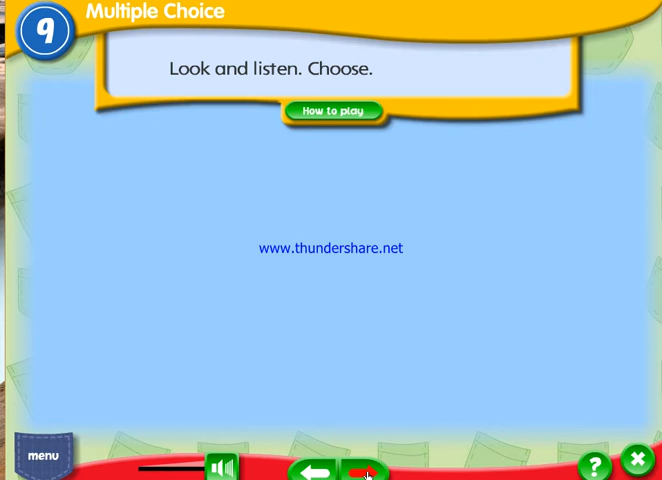 9
Multiple Choice
Look and listen. Choose.
How to play
www.thundershare.net
menu
?